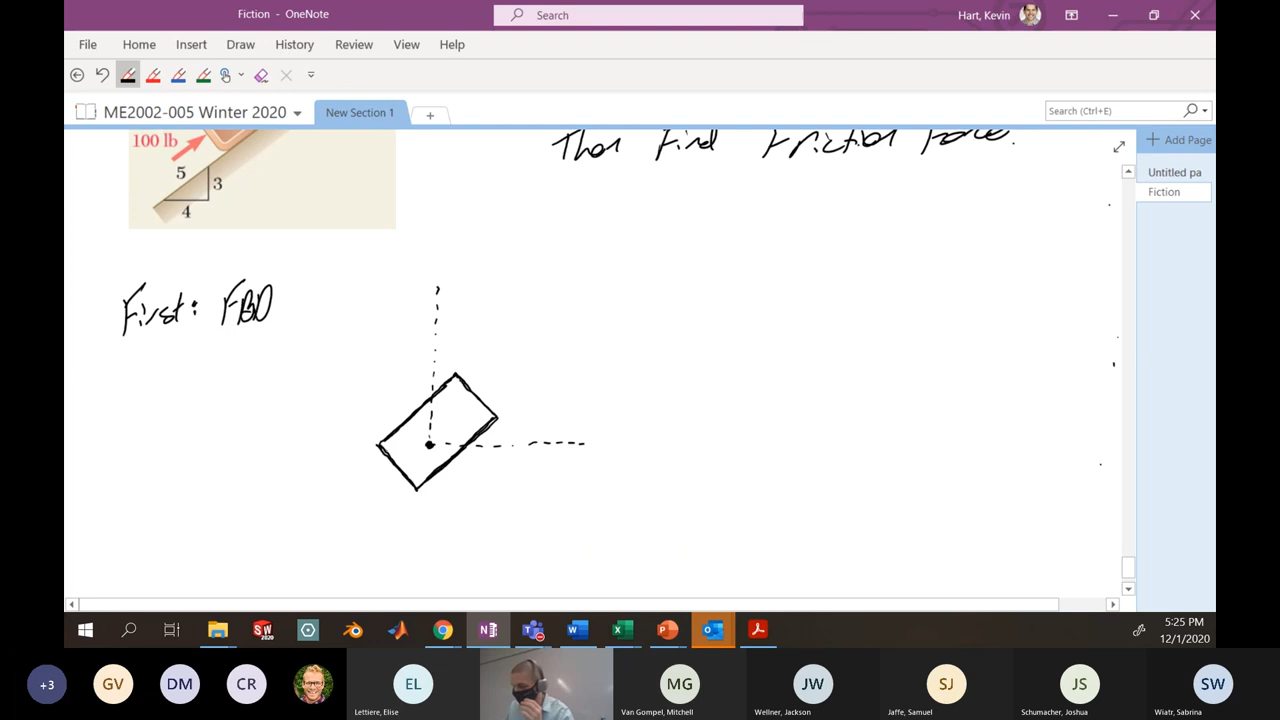 Fiction - OneNote
Search
Hart, Kevin
File Home Insert Draw History Review View Help
ME2002-005 Winter 2020
New Section 1
+
Search (Ctrl+E)
100 lb
5
3
4
Then Find Friction Force.
Add Page
Untitled pa
Fiction
First: FBD
5:25 PM
12/1/2020
+3
GV
DM
CR
EL
MG
JW
SJ
JS
SW
Lettiere, Elise
Van Gompel, Mitchell
Wellner, Jackson
Jaffe, Samuel
Schumacher, Joshua
Wiatr, Sabrina